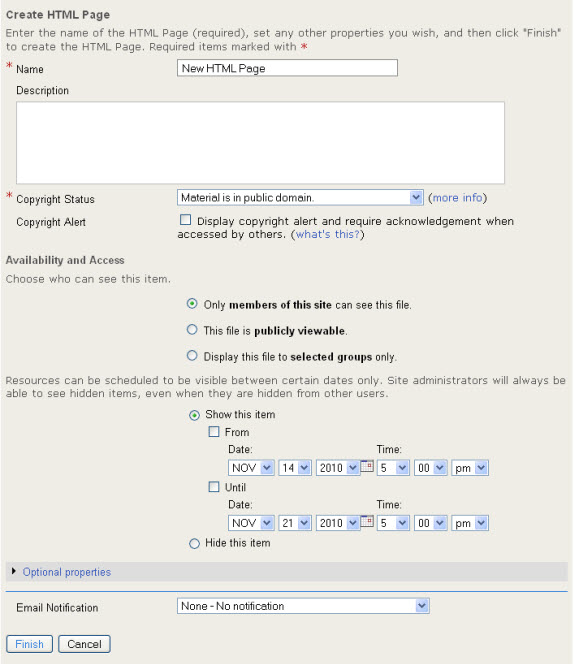 Create HTML Page
Enter the name of the HTML Page (required), set any other properties you wish, and then click "Finish"
to create the HTML Page. Required items marked with *
* Name New HTML Page
Description
* Copyright Status Material is in public domain. (more info)
Copyright Alert Display copyright alert and require acknowledgement when
accessed by others. (what's this?)
Availability and Access
Choose who can see this item.
Only members of this site can see this file.
This file is publicly viewable.
Display this file to selected groups only.
Resources can be scheduled to be visible between certain dates only. Site administrators will always be
able to see hidden items, even when they are hidden from other users.
Show this item
From
Date: Time:
NOV 14 2010 5 00 pm
Until
Date: Time:
NOV 21 2010 5 00 pm
Hide this item
Optional properties
Email Notification None - No notification
Finish Cancel